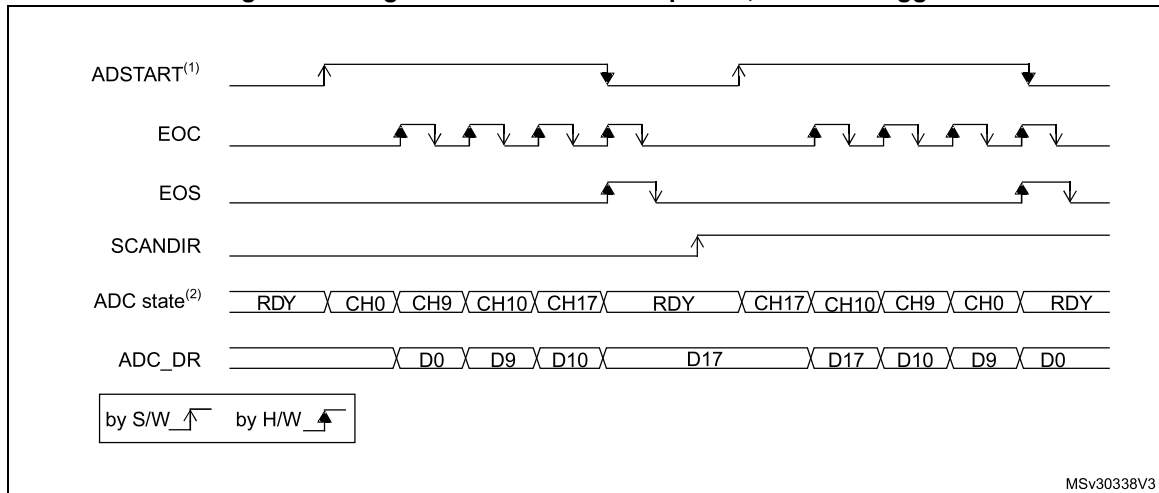 ADSTART(1)
EOC
EOS
SCANDIR
ADC state(2) RDY CH0 CH9 CH10 CH17 RDY CH17 CH10 CH9 CH0 RDY
ADC_DR D0 D9 D10 D17 D17 D10 D9 D0
by S/W by H/W
MSv30338V3